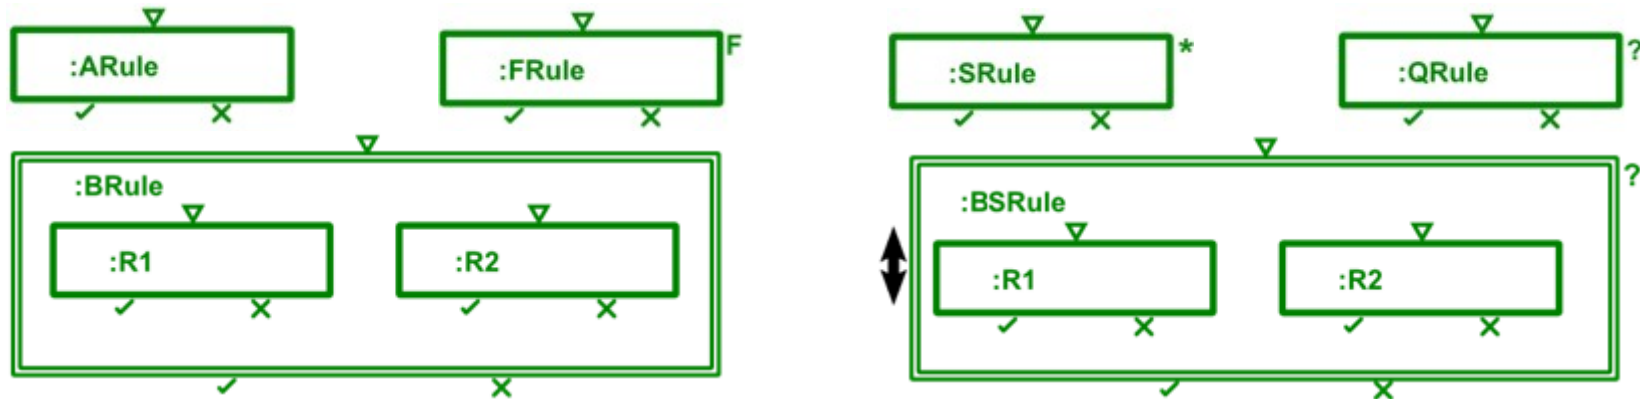 :ARule
:FRule F
:SRule *
:QRule ?
:BRule
:R1
:R2
:BSRule ?
:R1
:R2